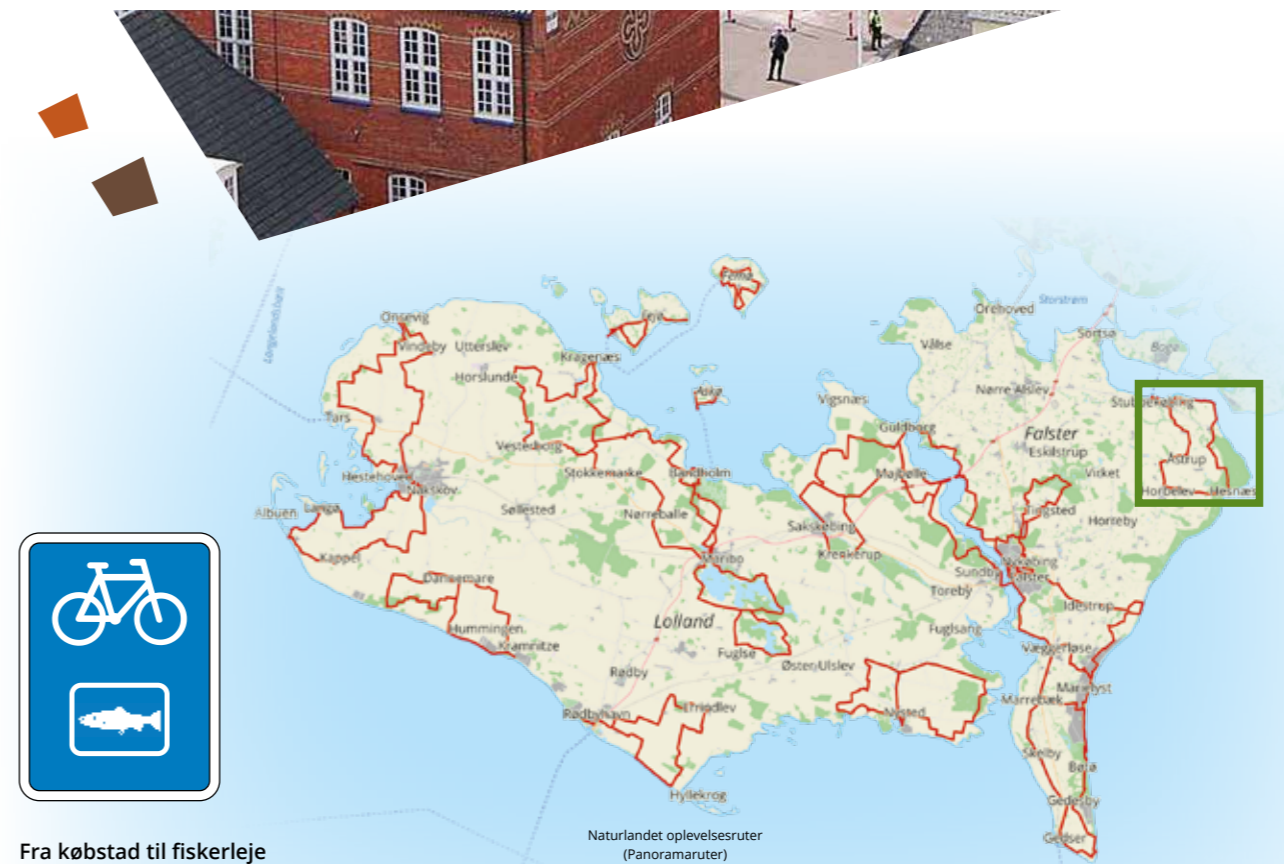 Storstrøm
Orehoved
Langelandsbælt
Femø
Sortsø
Onsevig
Fejø
Bogø
Vindeby
Utterslev
Vålse
Kragenæs
Horslunde
Askø
Nørre Alslev
Vigsnæs
Stubbekøbing
Tårs
Guldborg
Falster
Vesterborg
Eskilstrup
Åstrup
Stokkemarke
Bandholm
Majbølle
Virket
Hestehoved
Nakskov
Horbelev
Hesnæs
Albuen
Langø
Søllested
Nørreballe
Tingsted
Horreby
Sakskøbing
Kappel
Krenkerup
Maribo
Nykøbing
Falster
Sundby
Dannemare
Toreby
Idestrup
Lolland
Hummingen
Fuglsang
Kramnitze
Fuglse
Væggerløse
Øster Ulslev
Rødby
Marielyst
Marrebæk
Errindlev
Rødbyhavn
Nysted
Skelby
Bøtø
Hyllekrog
Gedesby
Gedser
Naturlandet oplevelsesruter
(Panoramaruter)
Fra købstad til fiskerleje